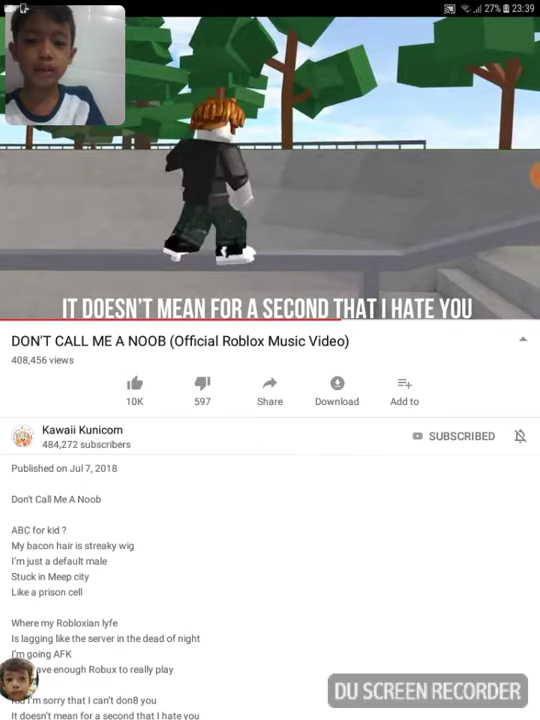 27% 23:39
IT DOESN'T MEAN FOR A SECOND THAT I HATE YOU
DON'T CALL ME A NOOB (Official Roblox Music Video)
408,456 views
10K 597 Share Download Add to
Kawaii Kunicorn
484,272 subscribers
SUBSCRIBED
Published on Jul 7, 2018
Don't Call Me A Noob
ABC for kid ?
My bacon hair is streaky wig
I'm just a default male
Stuck in Meep city
Like a prison cell
Where my Robloxian lyfe
Is lagging like the server in the dead of night
I'm going AFK
ave enough Robux to really play
I'm sorry that I can't don8 you
It doesn't mean for a second that I hate you
DU SCREEN RECORDER